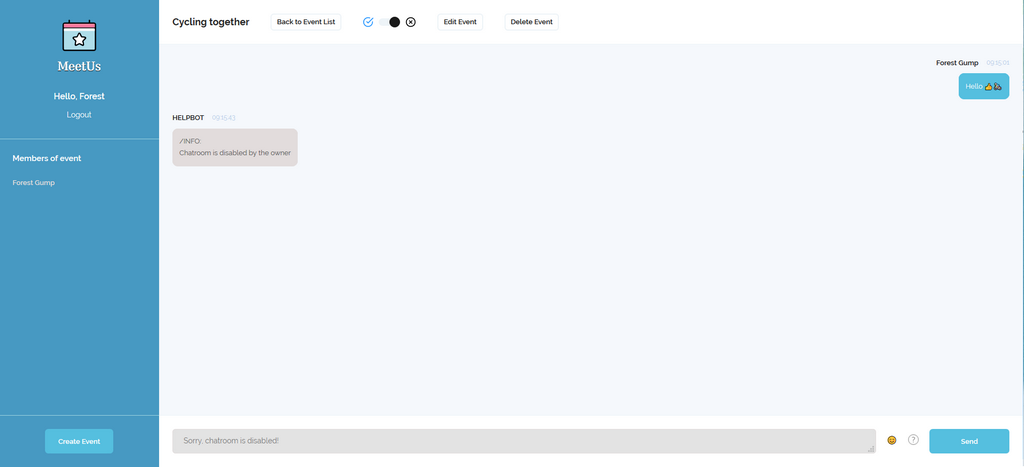 MeetUs
Hello, Forest
Logout
Members of event
Forest Gump
Create Event
Cycling together
Back to Event List
Edit Event
Delete Event
Forest Gump 09:15:01
Hello 👍
HELPBOT 09:15:43
/INFO:
Chatroom is disabled by the owner
Sorry, chatroom is disabled!
?
Send